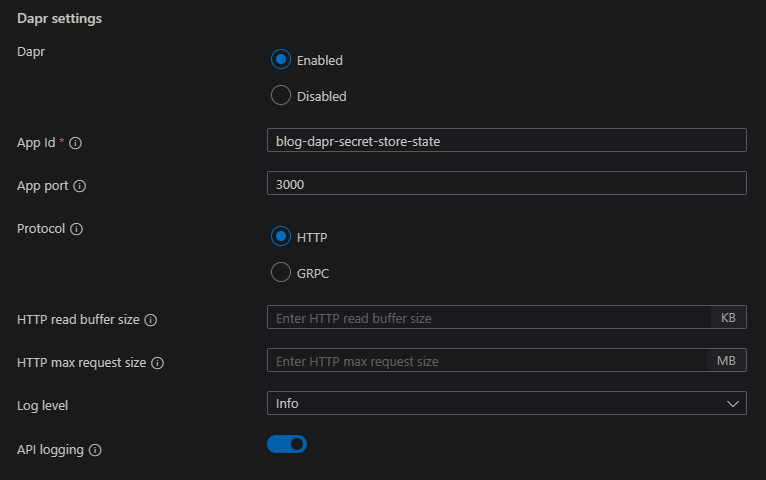 Dapr settings
Dapr
Enabled
Disabled
App Id *
blog-dapr-secret-store-state
App port
3000
Protocol
HTTP
GRPC
HTTP read buffer size
Enter HTTP read buffer size KB
HTTP max request size
Enter HTTP max request size MB
Log level
Info
API logging